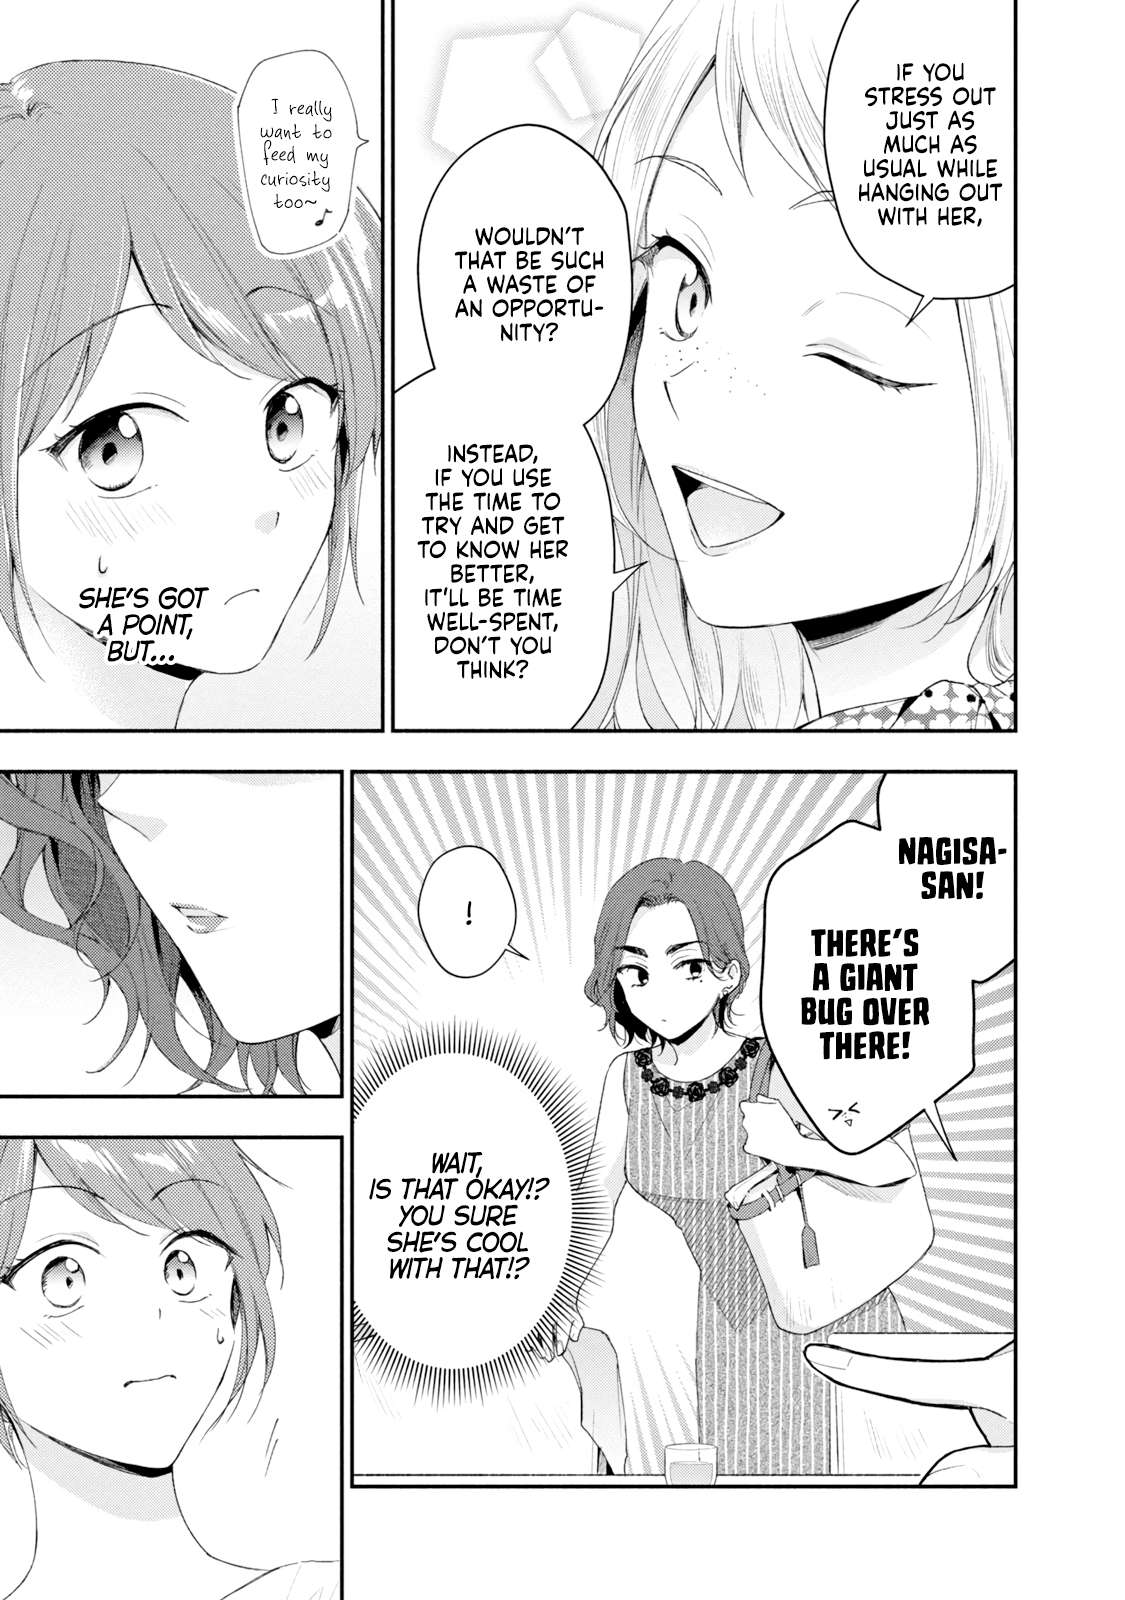 IF YOU
STRESS OUT
JUST AS
MUCH AS
USUAL WHILE
HANGING OUT
WITH HER,
WOULDN'T
THAT BE SUCH
A WASTE OF
AN OPPORTU-
NITY?
INSTEAD,
IF YOU USE
THE TIME TO
TRY AND GET
TO KNOW HER
BETTER,
IT'LL BE TIME
WELL-SPENT,
DON'T YOU
THINK?
I really
want to
feed my
curiosity
too~
SHE'S GOT
A POINT,
BUT...
NAGISA-
SAN!
THERE'S
A GIANT
BUG OVER
THERE!
!
WAIT,
IS THAT OKAY!?
YOU SURE
SHE'S COOL
WITH THAT!?